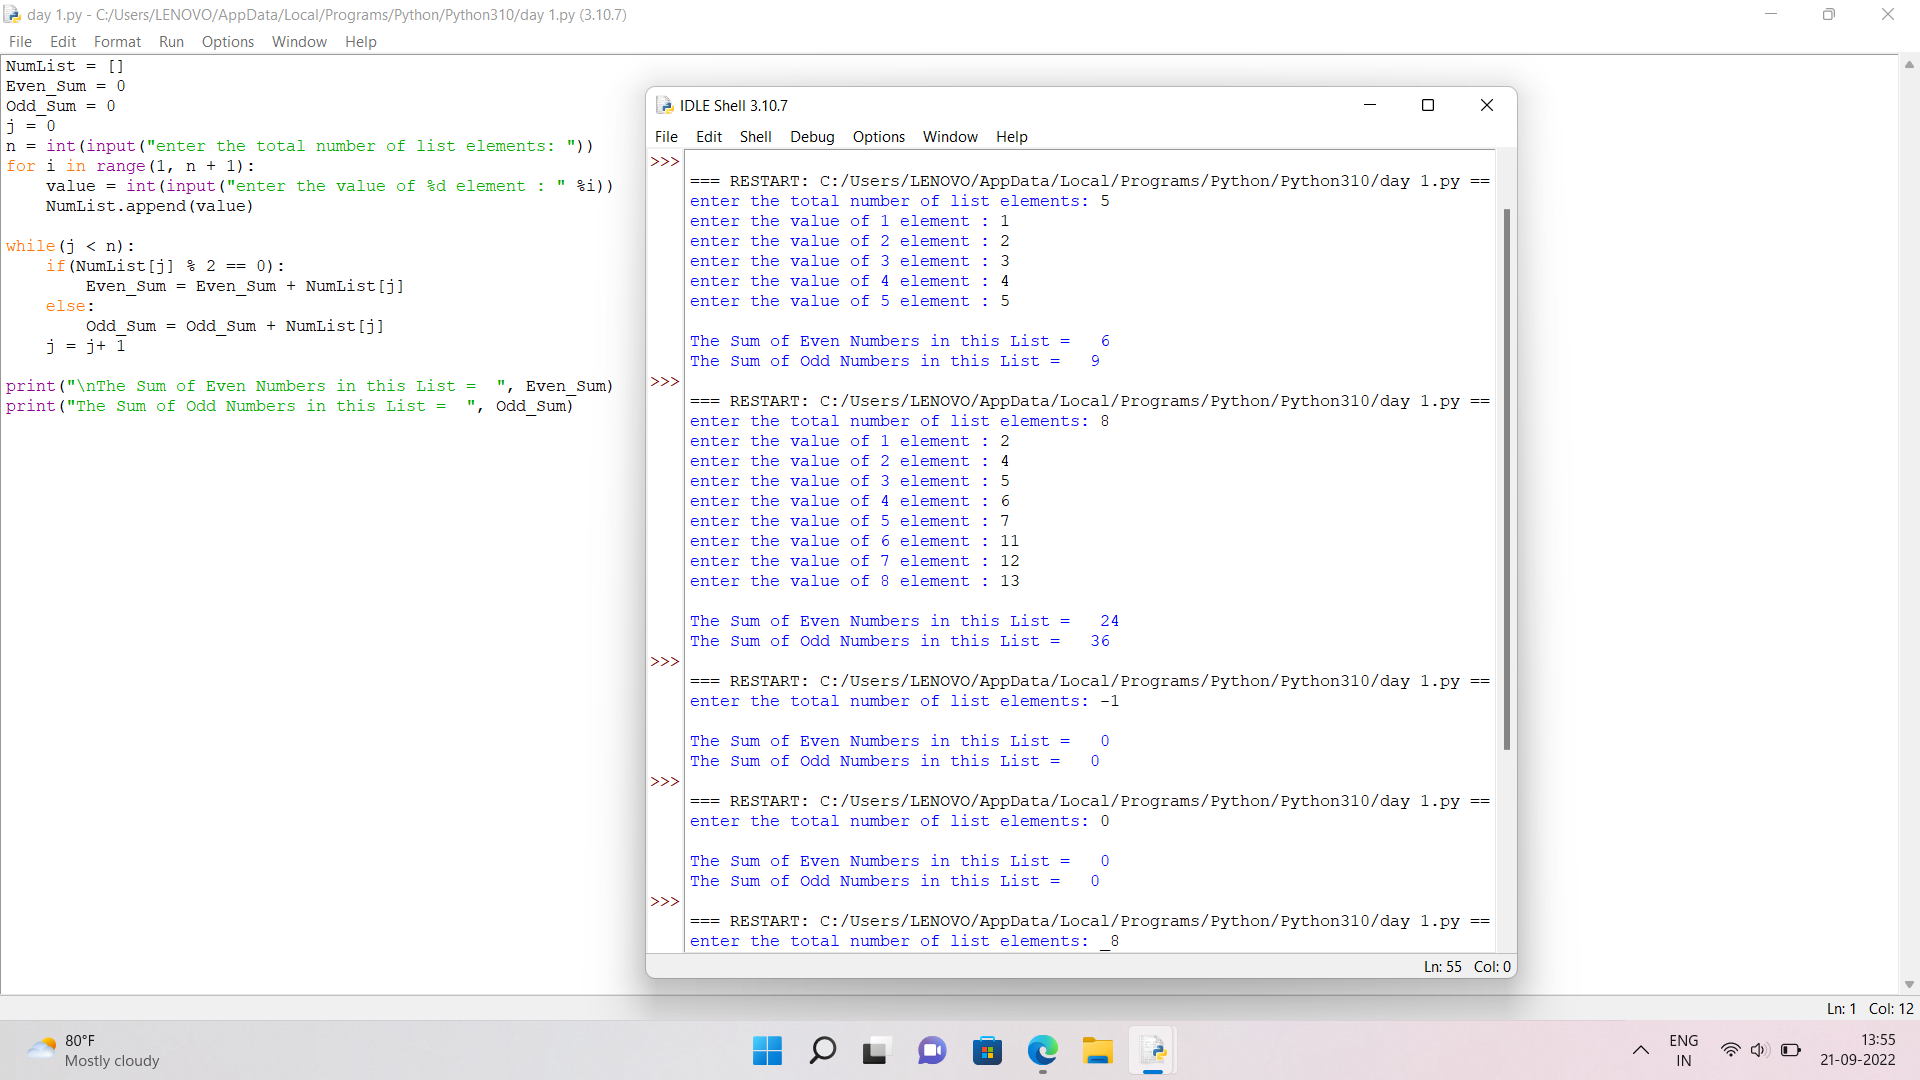 day 1.py - C:/Users/LENOVO/AppData/Local/Programs/Python/Python310/day 1.py (3.10.7)
File Edit Format Run Options Window Help
NumList = []
Even_Sum = 0
Odd_Sum = 0
j = 0
n = int(input("enter the total number of list elements: "))
for i in range(1, n + 1):
    value = int(input("enter the value of %d element : " %i))
    NumList.append(value)
while(j < n):
    if(NumList[j] % 2 == 0):
        Even_Sum = Even_Sum + NumList[j]
    else:
        Odd_Sum = Odd_Sum + NumList[j]
    j = j+ 1
print("\nThe Sum of Even Numbers in this List =  ", Even_Sum)
print("The Sum of Odd Numbers in this List =  ", Odd_Sum)
IDLE Shell 3.10.7
File Edit Shell Debug Options Window Help
>>>
=== RESTART: C:/Users/LENOVO/AppData/Local/Programs/Python/Python310/day 1.py ==
enter the total number of list elements: 5
enter the value of 1 element : 1
enter the value of 2 element : 2
enter the value of 3 element : 3
enter the value of 4 element : 4
enter the value of 5 element : 5
The Sum of Even Numbers in this List =   6
The Sum of Odd Numbers in this List =   9
>>>
=== RESTART: C:/Users/LENOVO/AppData/Local/Programs/Python/Python310/day 1.py ==
enter the total number of list elements: 8
enter the value of 1 element : 2
enter the value of 2 element : 4
enter the value of 3 element : 5
enter the value of 4 element : 6
enter the value of 5 element : 7
enter the value of 6 element : 11
enter the value of 7 element : 12
enter the value of 8 element : 13
The Sum of Even Numbers in this List =   24
The Sum of Odd Numbers in this List =   36
>>>
=== RESTART: C:/Users/LENOVO/AppData/Local/Programs/Python/Python310/day 1.py ==
enter the total number of list elements: -1
The Sum of Even Numbers in this List =   0
The Sum of Odd Numbers in this List =   0
>>>
=== RESTART: C:/Users/LENOVO/AppData/Local/Programs/Python/Python310/day 1.py ==
enter the total number of list elements: 0
The Sum of Even Numbers in this List =   0
The Sum of Odd Numbers in this List =   0
>>>
=== RESTART: C:/Users/LENOVO/AppData/Local/Programs/Python/Python310/day 1.py ==
enter the total number of list elements: _8
Ln: 55 Col: 0
Ln: 1 Col: 12
80°F
Mostly cloudy
ENG
IN
13:55
21-09-2022